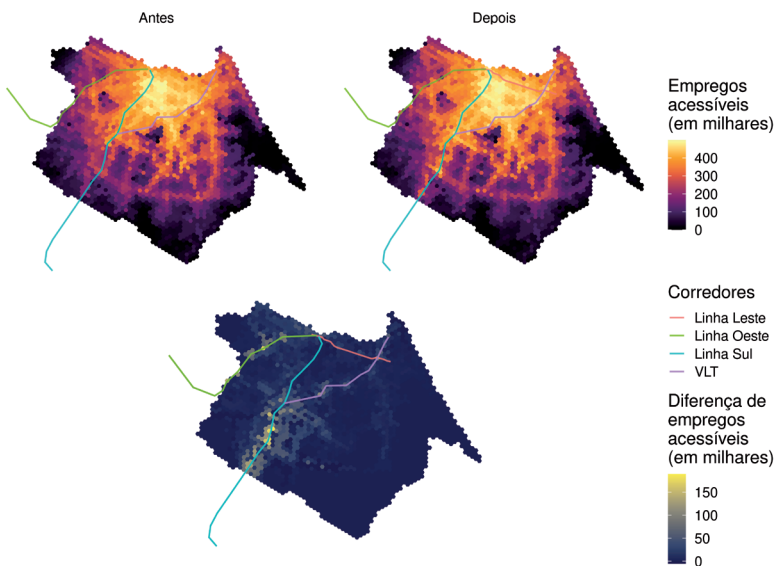 Antes
Depois
Empregos
acessíveis
(em milhares)
400
300
200
100
0
Corredores
Linha Leste
Linha Oeste
Linha Sul
VLT
Diferença de
empregos
acessíveis
(em milhares)
150
100
50
0